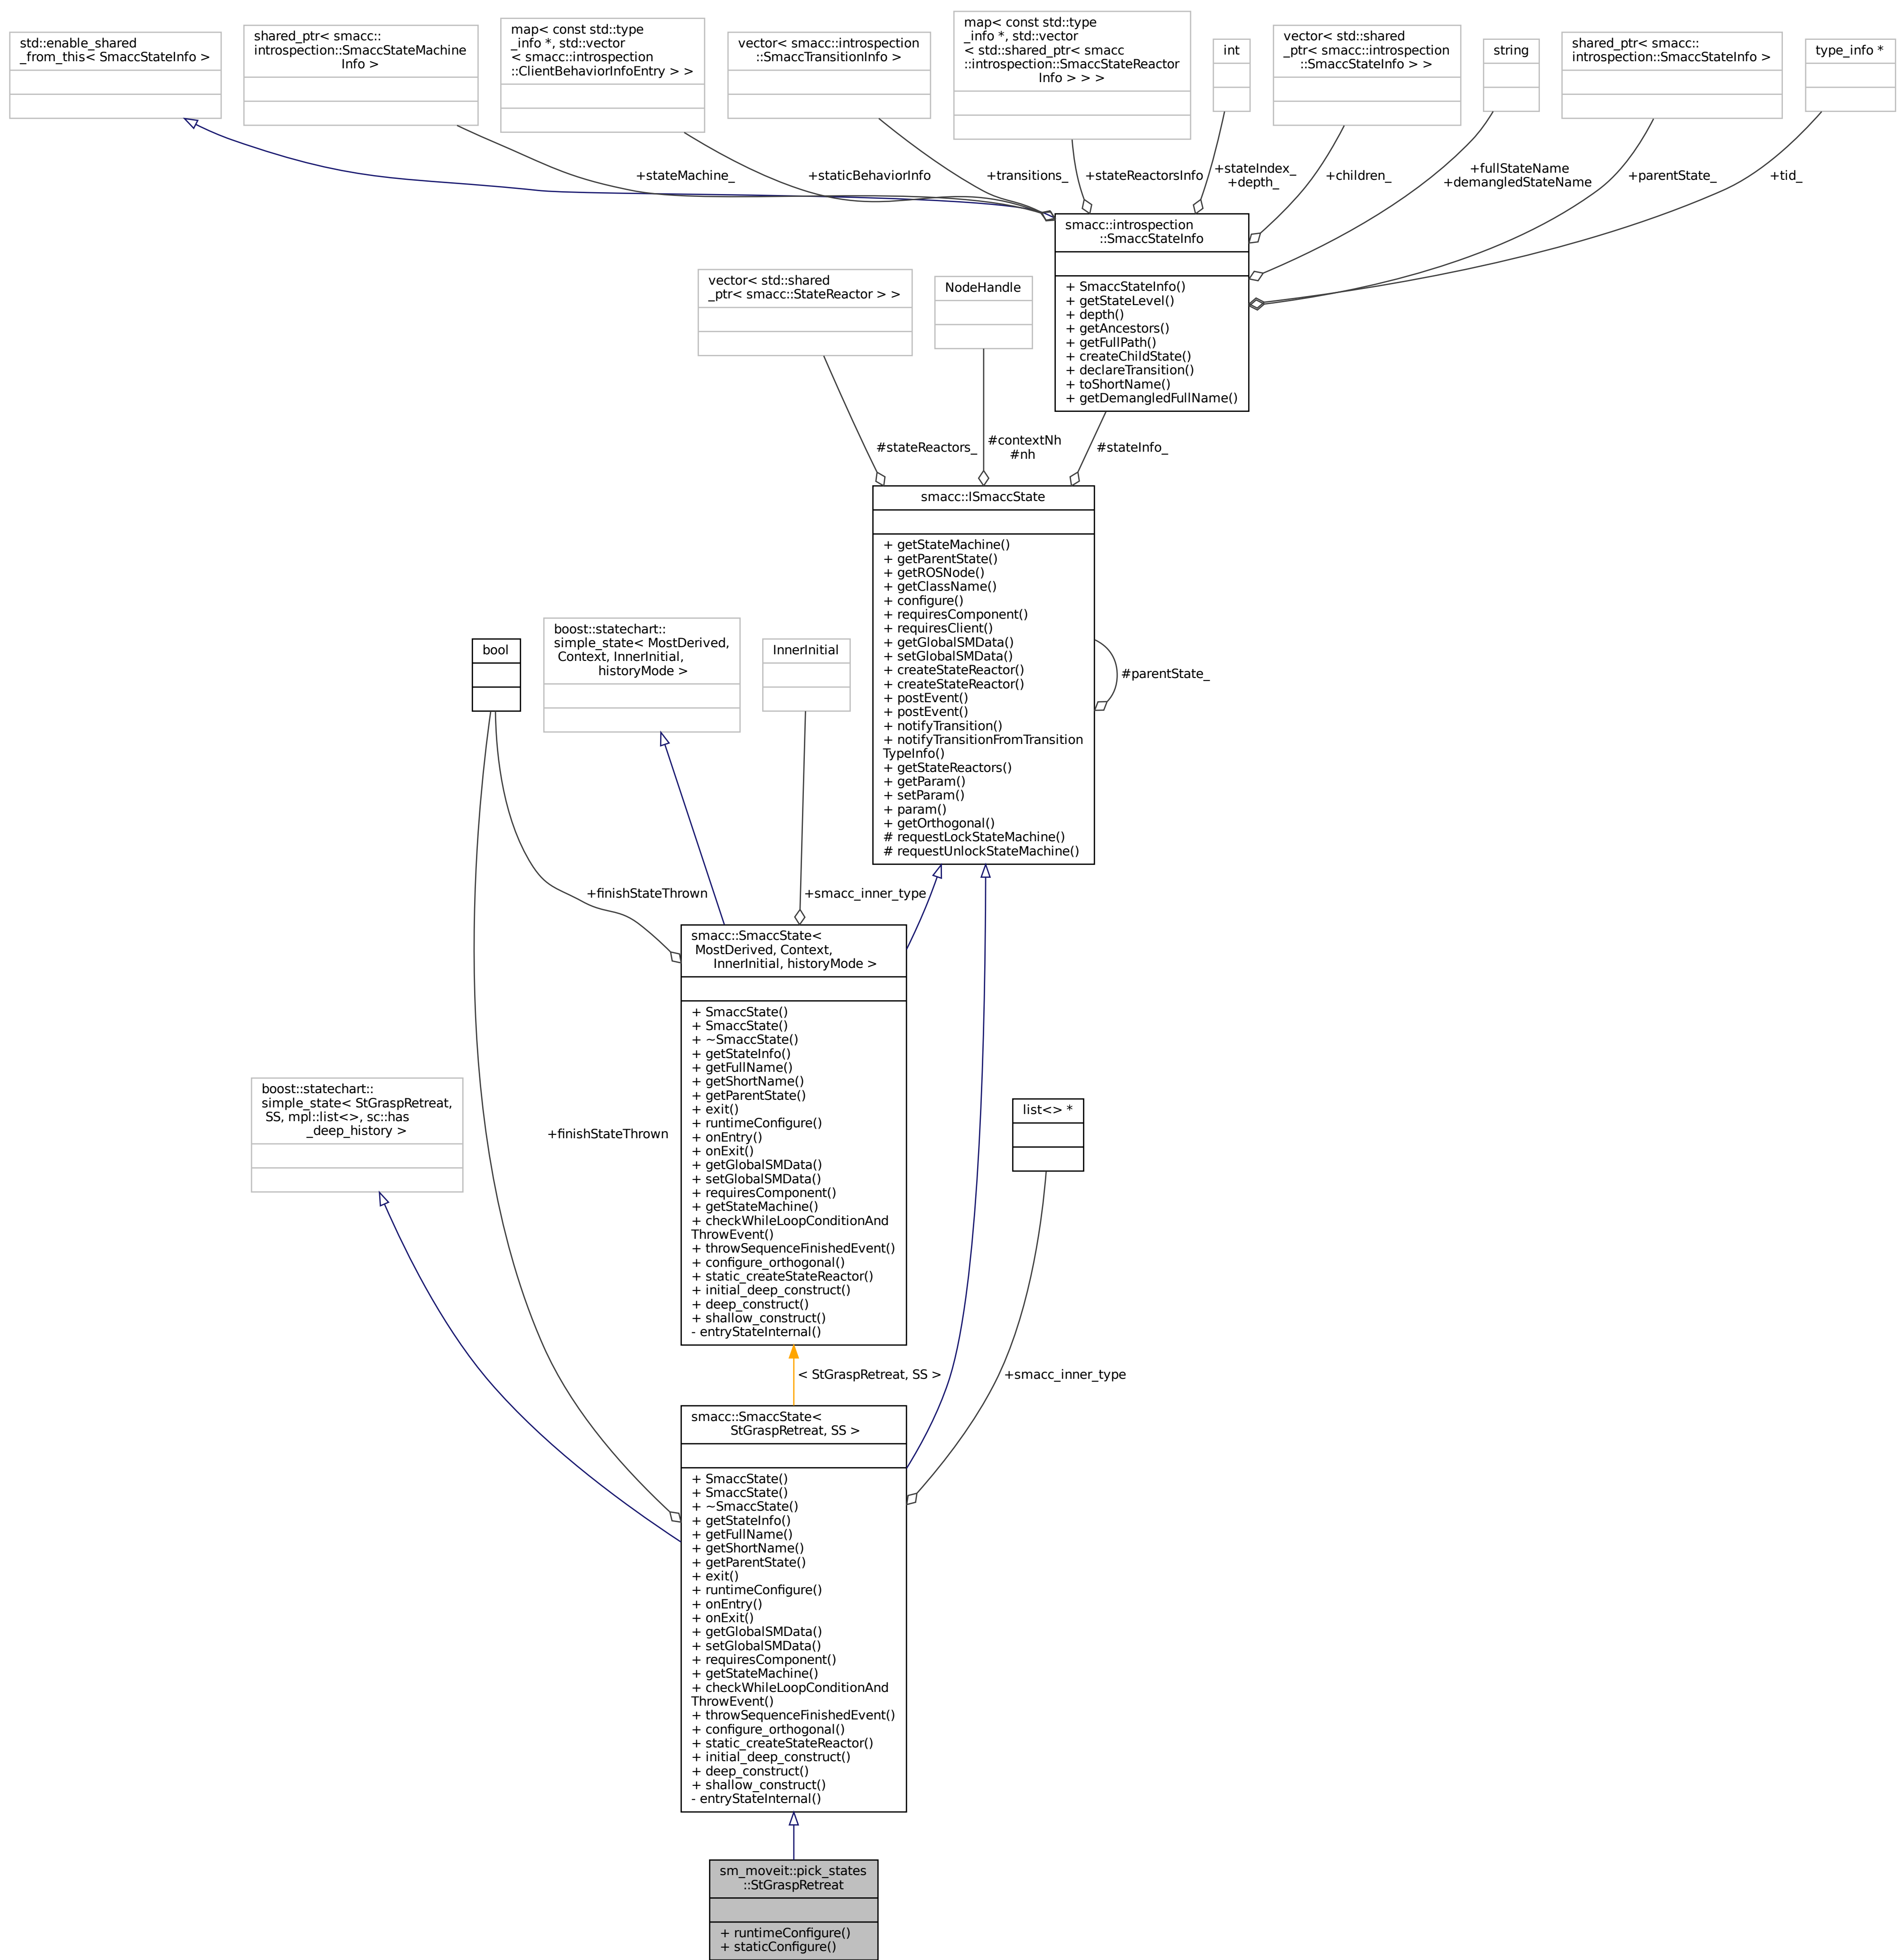 std::enable_shared
_from_this< SmaccStateInfo >
shared_ptr< smacc::
introspection::SmaccStateMachine
Info >
map< const std::type
_info *, std::vector
< smacc::introspection
::ClientBehaviorInfoEntry > >
vector< smacc::introspection
::SmaccTransitionInfo >
map< const std::type
_info *, std::vector
< std::shared_ptr< smacc
::introspection::SmaccStateReactor
Info > > >
int
vector< std::shared
_ptr< smacc::introspection
::SmaccStateInfo > >
string
shared_ptr< smacc::
introspection::SmaccStateInfo >
type_info *
+stateMachine_
+staticBehaviorInfo
+transitions_
+stateReactorsInfo
+stateIndex_
+depth_
+children_
+fullStateName
+demangledStateName
+parentState_
+tid_
smacc::introspection
::SmaccStateInfo
+ SmaccStateInfo()
+ getStateLevel()
+ depth()
+ getAncestors()
+ getFullPath()
+ createChildState()
+ declareTransition()
+ toShortName()
+ getDemangledFullName()
vector< std::shared
_ptr< smacc::StateReactor > >
NodeHandle
#stateReactors_
#contextNh
#nh
#stateInfo_
smacc::ISmaccState
+ getStateMachine()
+ getParentState()
+ getROSNode()
+ getClassName()
+ configure()
+ requiresComponent()
+ requiresClient()
+ getGlobalSMData()
+ setGlobalSMData()
+ createStateReactor()
+ createStateReactor()
+ postEvent()
+ postEvent()
+ notifyTransition()
+ notifyTransitionFromTransition
TypeInfo()
+ getStateReactors()
+ getParam()
+ setParam()
+ param()
+ getOrthogonal()
# requestLockStateMachine()
# requestUnlockStateMachine()
#parentState_
bool
boost::statechart::
simple_state< MostDerived,
Context, InnerInitial,
historyMode >
InnerInitial
+finishStateThrown
+smacc_inner_type
smacc::SmaccState<
MostDerived, Context,
InnerInitial, historyMode >
+ SmaccState()
+ SmaccState()
+ ~SmaccState()
+ getStateInfo()
+ getFullName()
+ getShortName()
+ getParentState()
+ exit()
+ runtimeConfigure()
+ onEntry()
+ onExit()
+ getGlobalSMData()
+ setGlobalSMData()
+ requiresComponent()
+ getStateMachine()
+ checkWhileLoopConditionAnd
ThrowEvent()
+ throwSequenceFinishedEvent()
+ configure_orthogonal()
+ static_createStateReactor()
+ initial_deep_construct()
+ deep_construct()
+ shallow_construct()
- entryStateInternal()
boost::statechart::
simple_state< StGraspRetreat,
SS, mpl::list<>, sc::has
_deep_history >
+finishStateThrown
list<> *
< StGraspRetreat, SS >
+smacc_inner_type
smacc::SmaccState<
StGraspRetreat, SS >
+ SmaccState()
+ SmaccState()
+ ~SmaccState()
+ getStateInfo()
+ getFullName()
+ getShortName()
+ getParentState()
+ exit()
+ runtimeConfigure()
+ onEntry()
+ onExit()
+ getGlobalSMData()
+ setGlobalSMData()
+ requiresComponent()
+ getStateMachine()
+ checkWhileLoopConditionAnd
ThrowEvent()
+ throwSequenceFinishedEvent()
+ configure_orthogonal()
+ static_createStateReactor()
+ initial_deep_construct()
+ deep_construct()
+ shallow_construct()
- entryStateInternal()
sm_moveit::pick_states
::StGraspRetreat
+ runtimeConfigure()
+ staticConfigure()